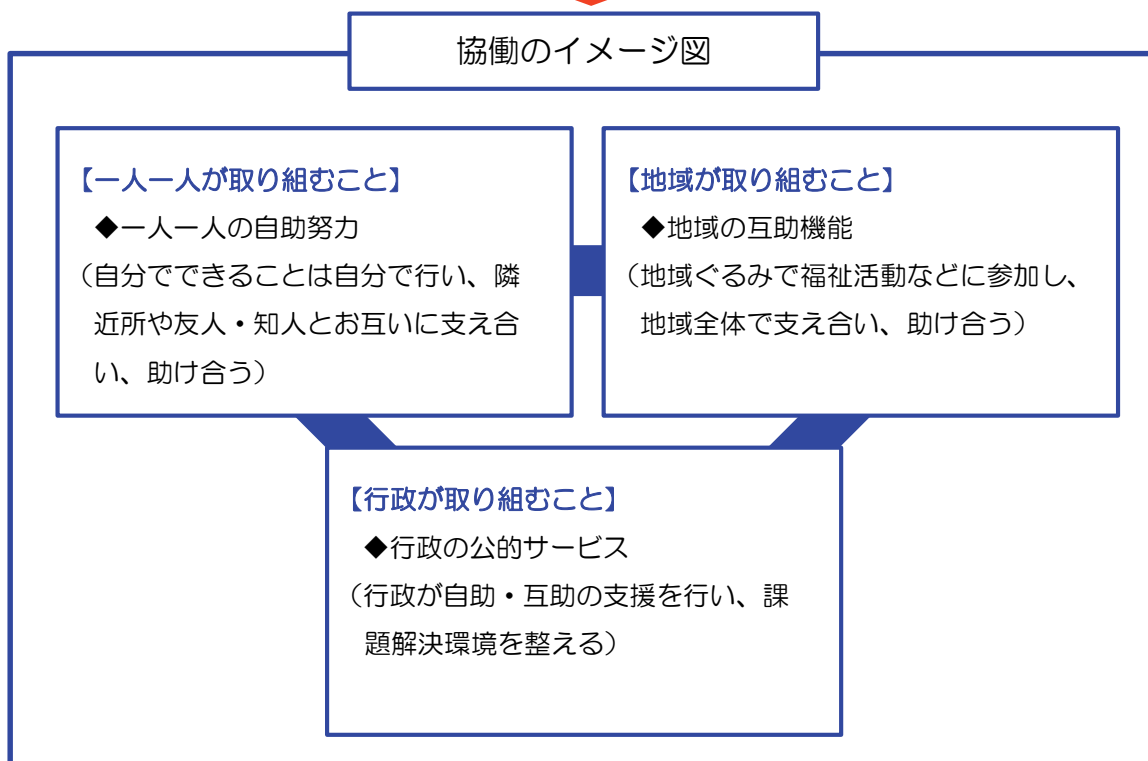 協働のイメージ図
【一人一人が取り組むこと】
◆一人一人の自助努力
（自分でできることは自分で行い、隣
近所や友人・知人とお互いに支え合
い、助け合う）
【地域が取り組むこと】
◆地域の互助機能
（地域ぐるみで福祉活動などに参加し、
地域全体で支え合い、助け合う）
【行政が取り組むこと】
◆行政の公的サービス
（行政が自助・互助の支援を行い、課
題解決環境を整える）